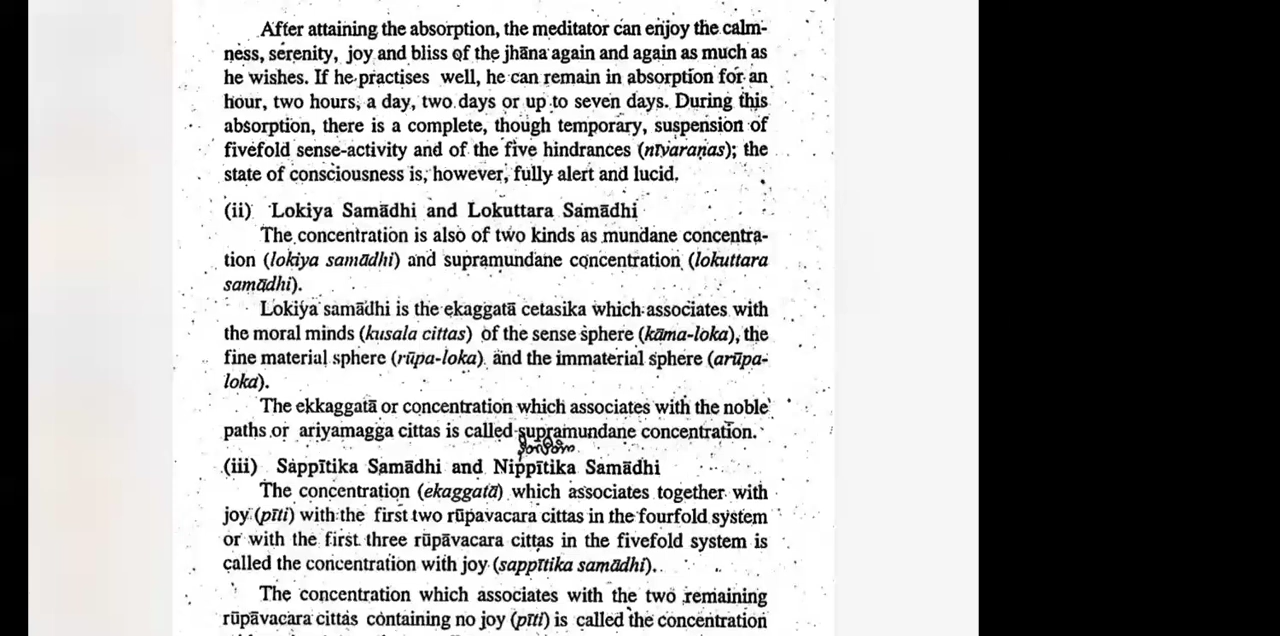 After attaining the absorption, the meditator can enjoy the calm-
ness, serenity, joy and bliss of the jhāna again and again as much as
he wishes. If he practises well, he can remain in absorption for an
hour, two hours, a day, two days or up to seven days. During this
absorption, there is a complete, though temporary, suspension of
fivefold sense-activity and of the five hindrances (nīvaraṇas); the
state of consciousness is, however, fully alert and lucid.
(ii) Lokiya Samādhi and Lokuttara Samādhi
The concentration is also of two kinds as mundane concentra-
tion (lokiya samādhi) and supramundane concentration (lokuttara
samādhi).
Lokiya samādhi is the ekaggatā cetasika which associates with
the moral minds (kusala cittas) of the sense sphere (kāma-loka), the
fine material sphere (rūpa-loka) and the immaterial sphere (arūpa-
loka).
The ekkaggatā or concentration which associates with the noble
paths or ariyamagga cittas is called supramundane concentration.
(iii) Sappītika Samādhi and Nippītika Samādhi
The concentration (ekaggatā) which associates together with
joy (pīti) with the first two rūpavacara cittas in the fourfold system
or with the first three rūpāvacara cittas in the fivefold system is
called the concentration with joy (sappītika samādhi).
The concentration which associates with the two remaining
rūpāvacara cittas containing no joy (pīti) is called the concentration